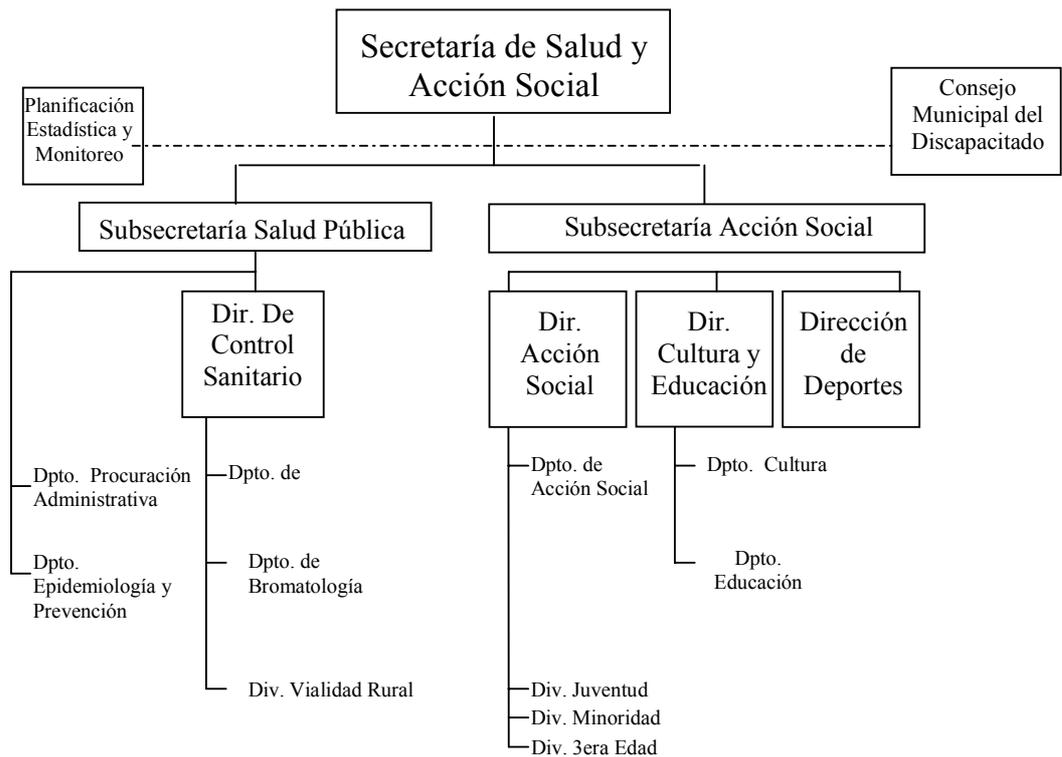 Secretaría de Salud y
Acción Social
Planificación
Estadística y
Monitoreo
Consejo
Municipal del
Discapacitado
Subsecretaría Salud Pública
Subsecretaría Acción Social
Dir. De
Control
Sanitario
Dir.
Acción
Social
Dir.
Cultura y
Educación
Dirección
de
Deportes
Dpto. Procuración
Administrativa
Dpto.
Epidemiología y
Prevención
Dpto. de
Dpto. de
Bromatología
Div. Vialidad Rural
Dpto. de
Acción Social
Div. Juventud
Div. Minoridad
Div. 3era Edad
Dpto. Cultura
Dpto.
Educación